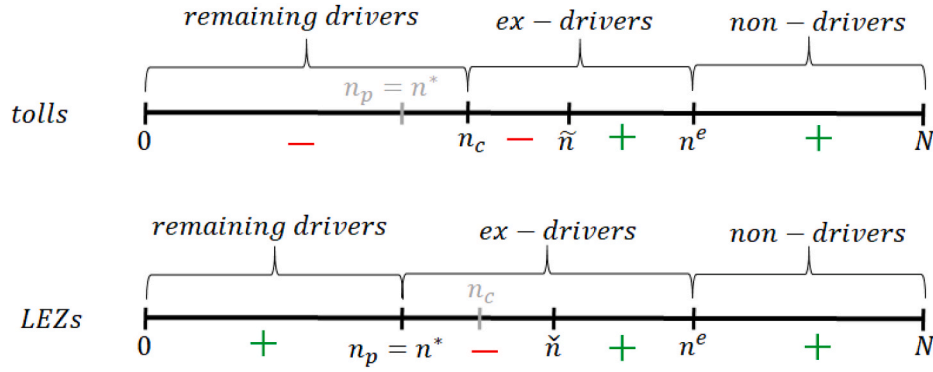 remaining drivers ex - drivers non - drivers
n_p = n*
tolls
0 − n_c − ñ + n^e + N
remaining drivers ex - drivers non - drivers
n_c
LEZs
0 + n_p = n* − ň + n^e + N